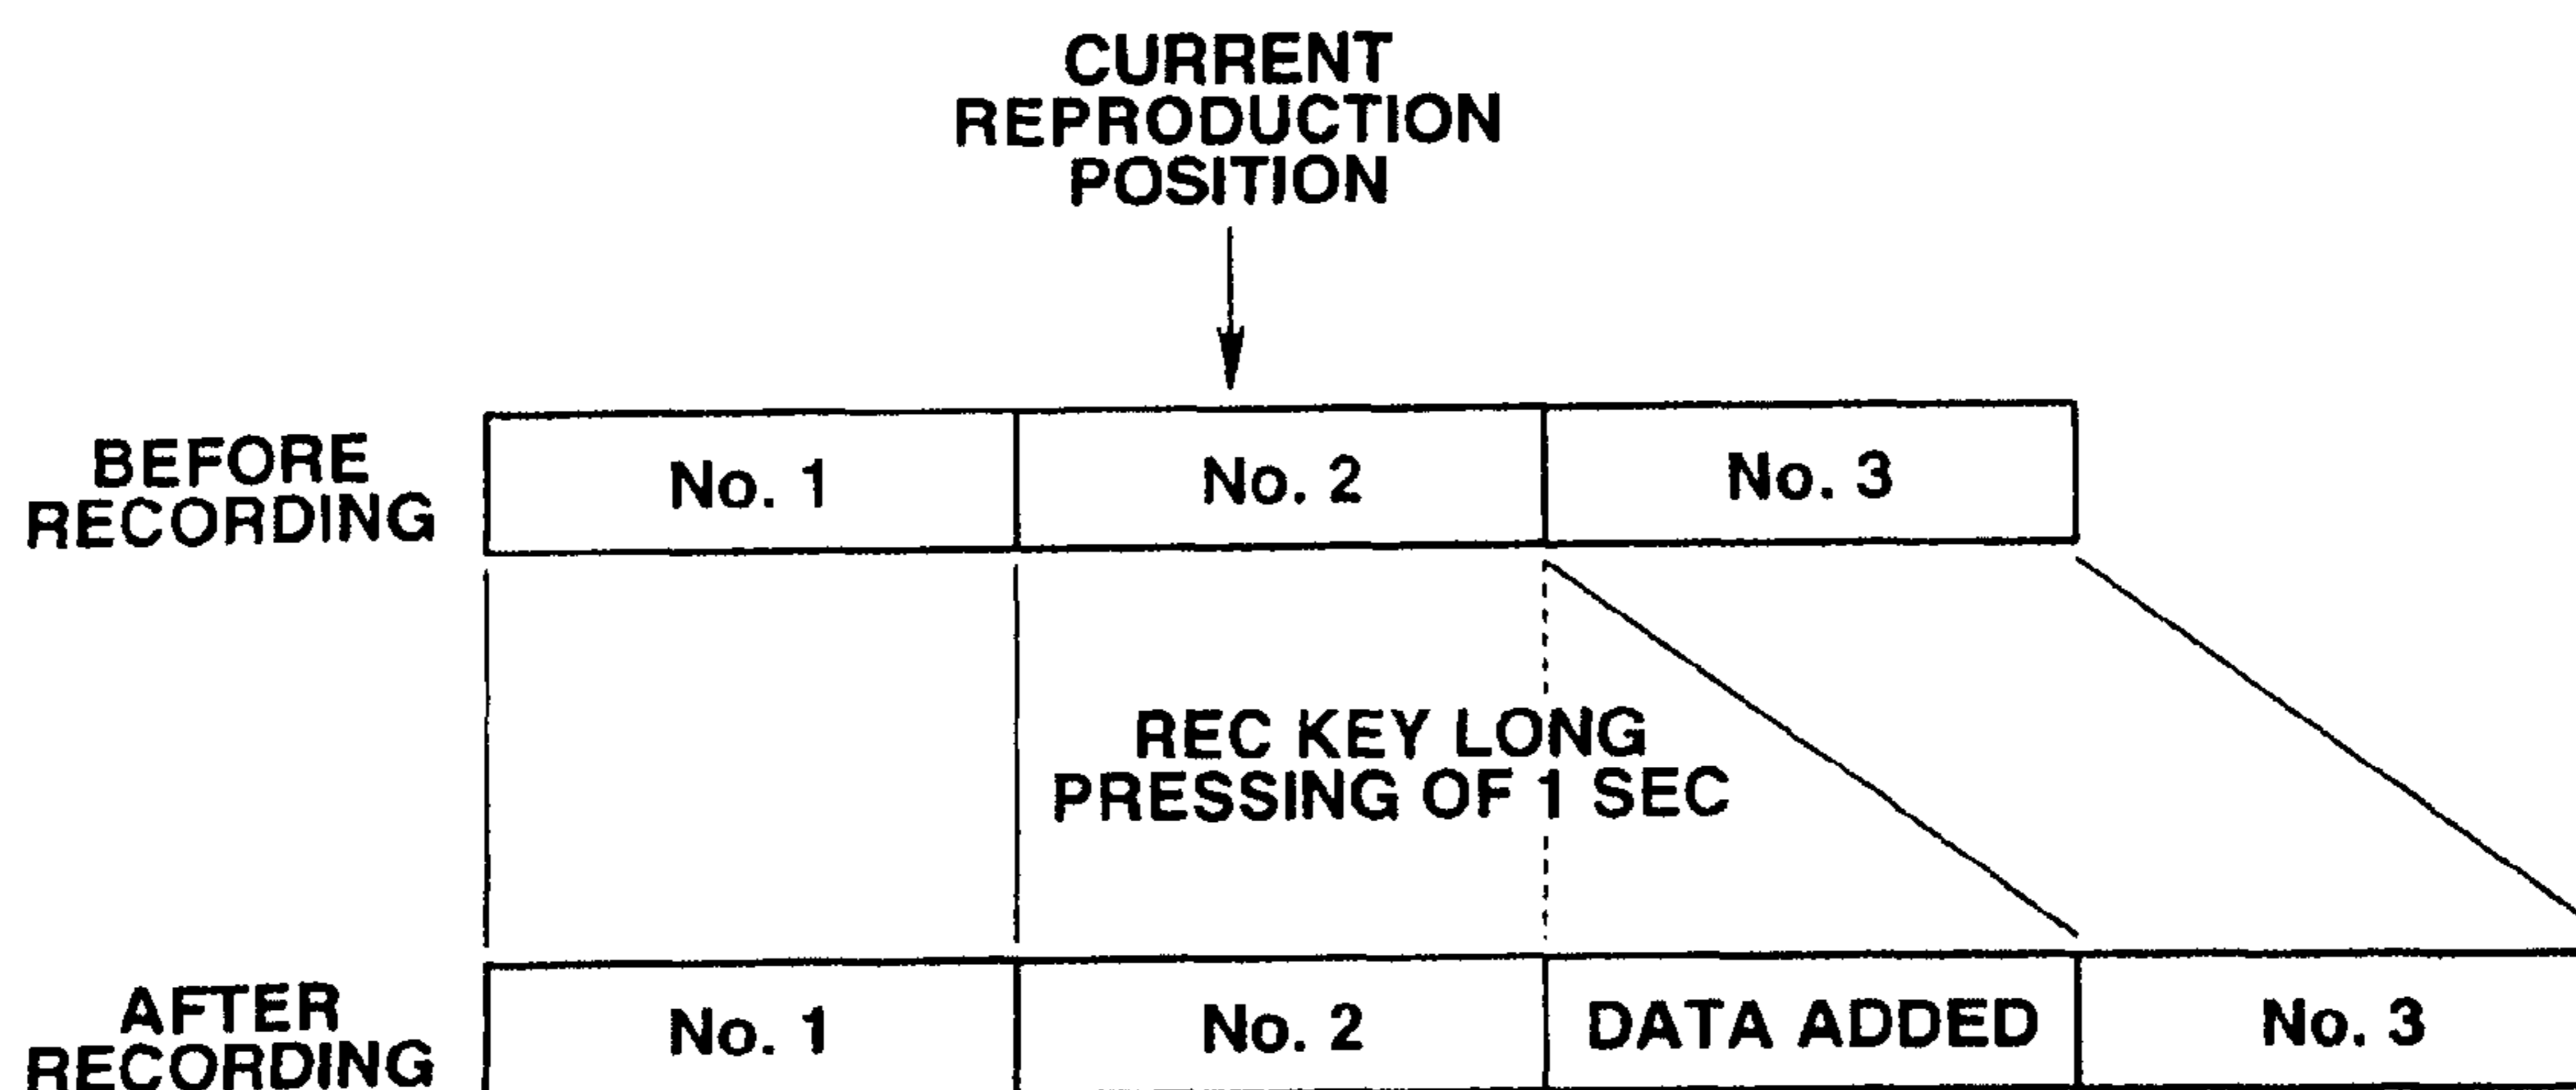 CURRENT
REPRODUCTION
POSITION
BEFORE
RECORDING
No. 1
No. 2
No. 3
REC KEY LONG
PRESSING OF 1 SEC
AFTER
RECORDING
No. 1
No. 2
DATA ADDED
No. 3